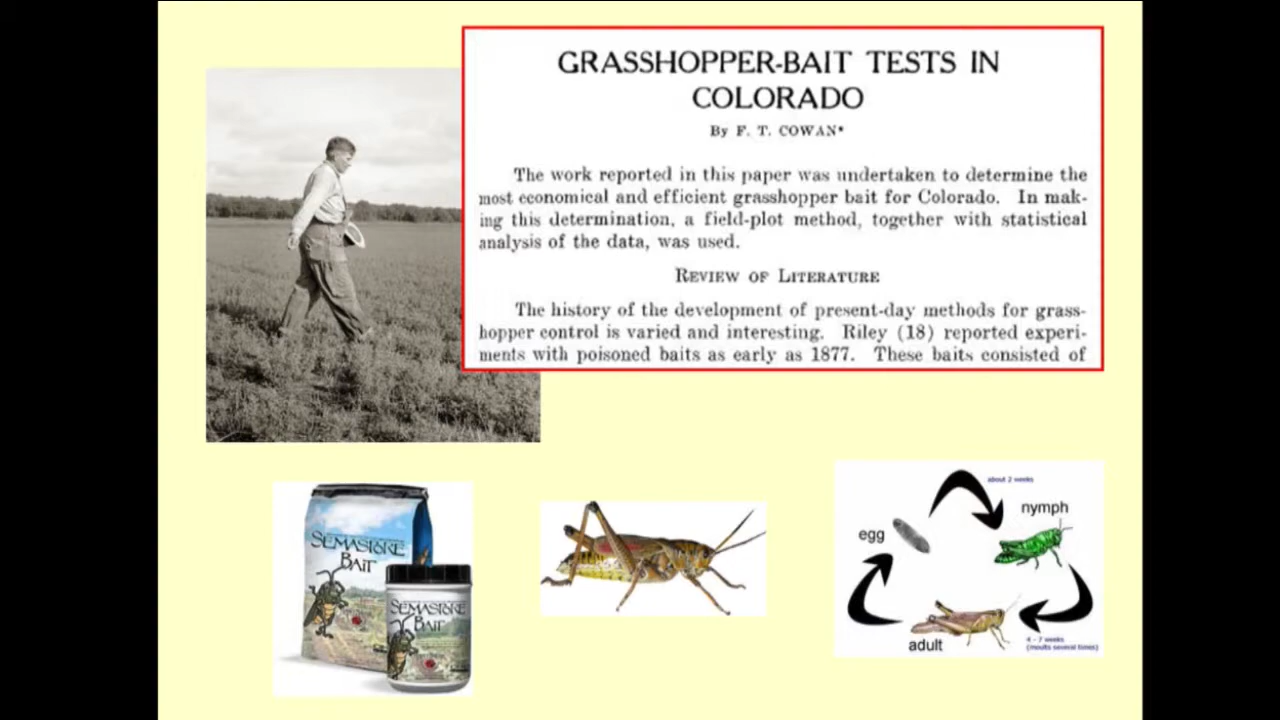 GRASSHOPPER-BAIT TESTS IN
COLORADO
By F. T. COWAN*
The work reported in this paper was undertaken to determine the
most economical and efficient grasshopper bait for Colorado. In mak-
ing this determination, a field-plot method, together with statistical
analysis of the data, was used.
REVIEW OF LITERATURE
The history of the development of present-day methods for grass-
hopper control is varied and interesting. Riley (18) reported experi-
ments with poisoned baits as early as 1877. These baits consisted of
SEMASPORE
BAIT
SEMASPORE
BAIT
about 2 weeks
nymph
egg
adult
4 - 7 weeks
(moults several times)